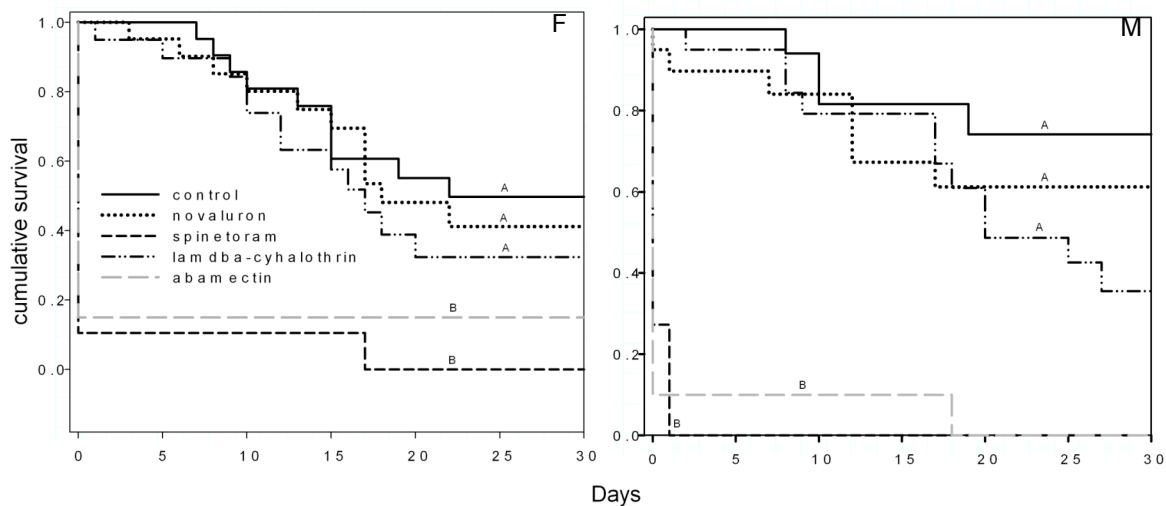 F
1.0
0.8
0.6
0.4
0.2
0.0
cumulative survival
control
novaluron
spinetoram
lamdba-cyhalothrin
abamectin
A
A
A
B
B
0 5 10 15 20 25 30
M
1.0
0.8
0.6
0.4
0.2
0.0
A
A
A
B
B
0 5 10 15 20 25 30
Days